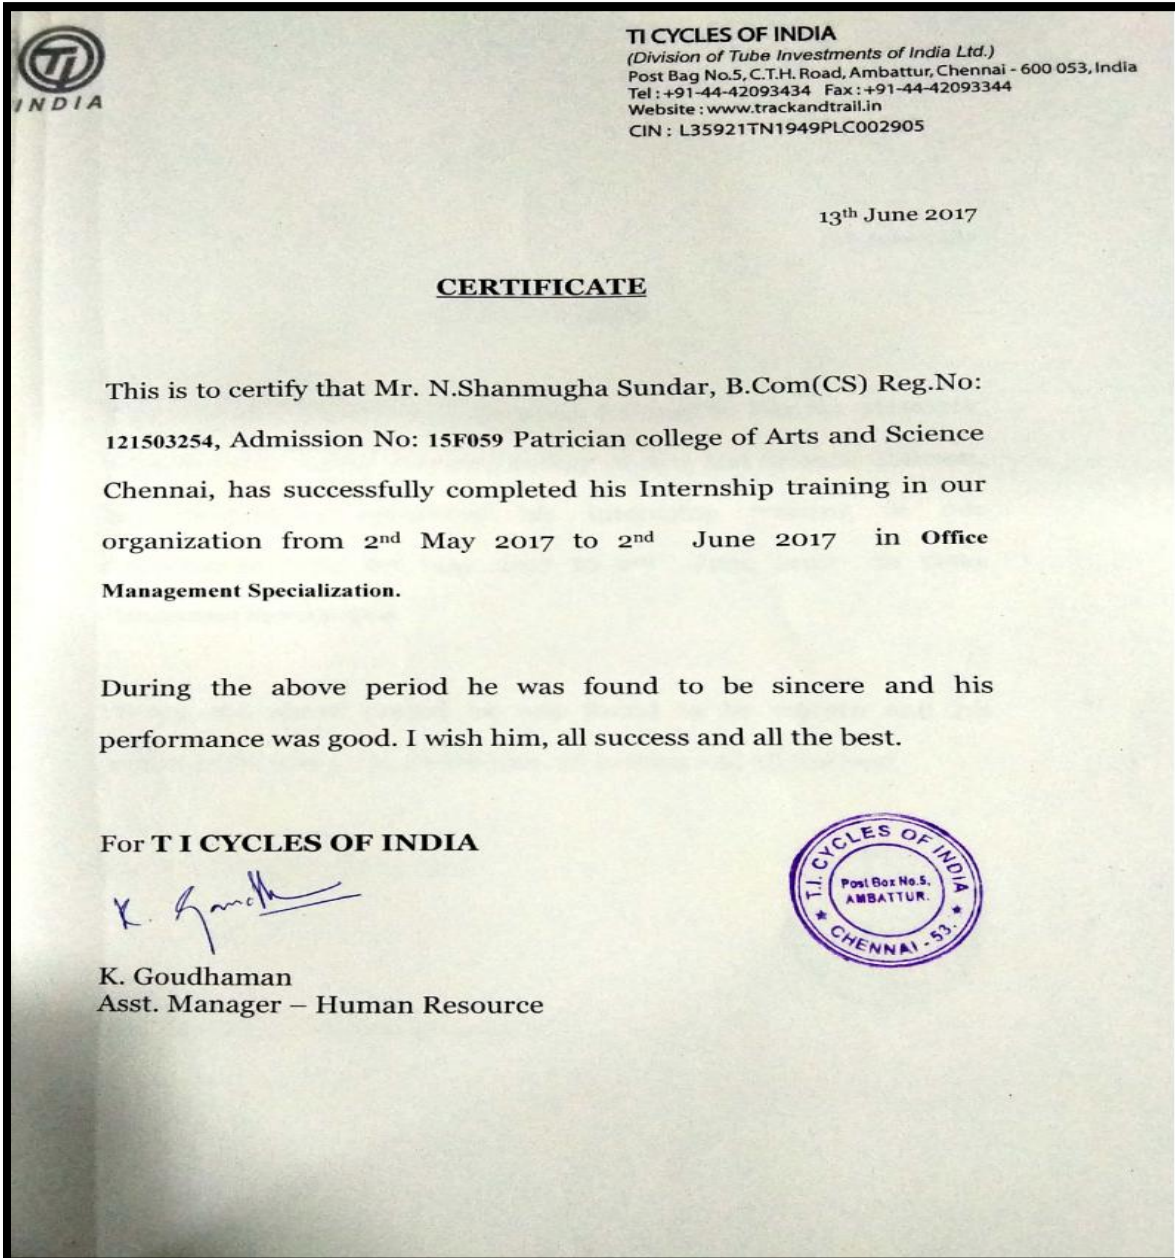 TI
INDIA
TI CYCLES OF INDIA
(Division of Tube Investments of India Ltd.)
Post Bag No.5, C.T.H. Road, Ambattur, Chennai - 600 053, India
Tel : +91-44-42093434 Fax : +91-44-42093344
Website : www.trackandtrail.in
CIN : L35921TN1949PLC002905
13th June 2017
CERTIFICATE
This is to certify that Mr. N.Shanmugha Sundar, B.Com(CS) Reg.No:
121503254, Admission No: 15F059 Patrician college of Arts and Science
Chennai, has successfully completed his Internship training in our
organization from 2nd May 2017 to 2nd June 2017 in Office
Management Specialization.
During the above period he was found to be sincere and his
performance was good. I wish him, all success and all the best.
For T I CYCLES OF INDIA
K. Goudhaman
Asst. Manager – Human Resource
T.I. CYCLES OF INDIA
Post Box No.5,
AMBATTUR.
★ CHENNAI - 53. ★